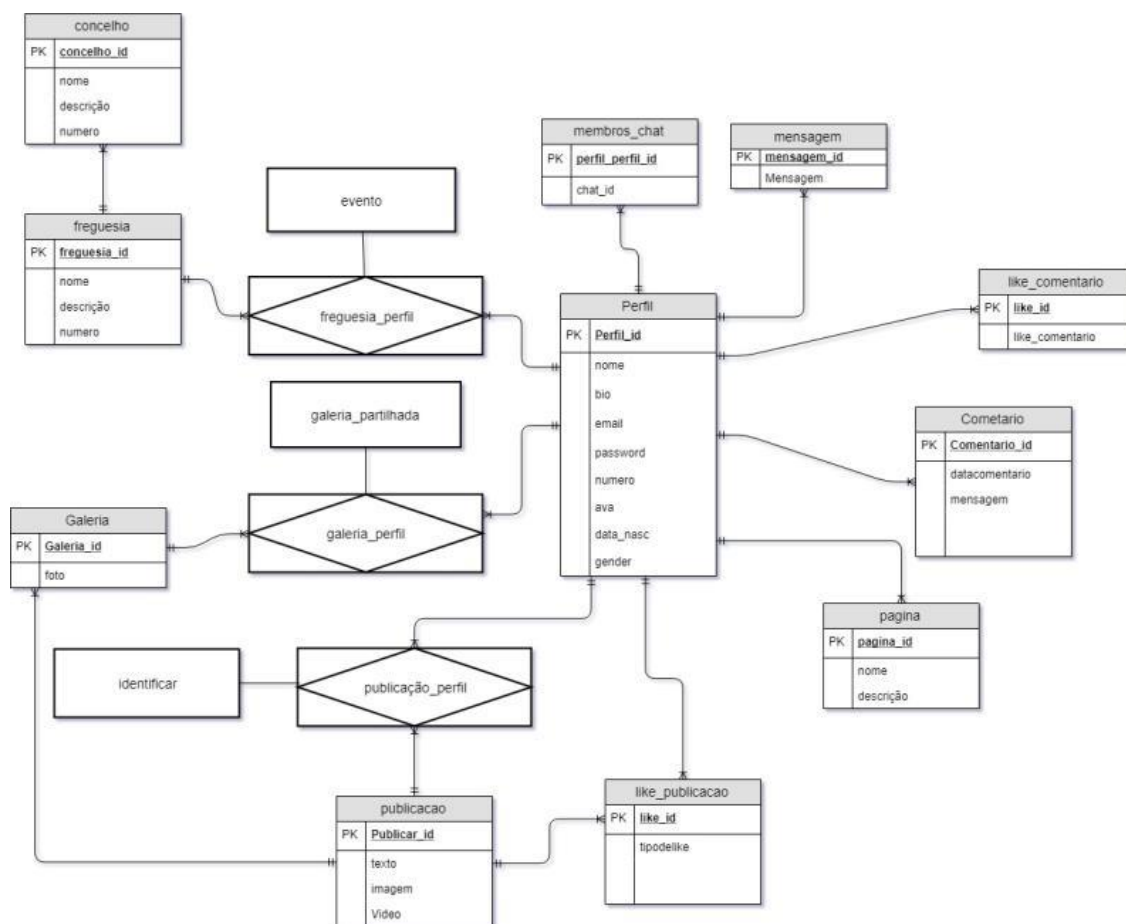 concelho
PK concelho_id
nome
descrição
numero
freguesia
PK freguesia_id
nome
descrição
numero
evento
freguesia_perfil
membros_chat
PK perfil_perfil_id
chat_id
mensagem
PK mensagem_id
Mensagem
like_comentario
PK like_id
like_comentario
Perfil
PK Perfil_id
nome
bio
email
password
numero
ava
data_nasc
gender
galeria_partilhada
galeria_perfil
Cometario
PK Comentario_id
datacomentario
mensagem
Galeria
PK Galeria_id
foto
pagina
PK pagina_id
nome
descrição
identificar
publicação_perfil
like_publicacao
PK like_id
tipodelike
publicacao
PK Publicar_id
texto
imagem
Video